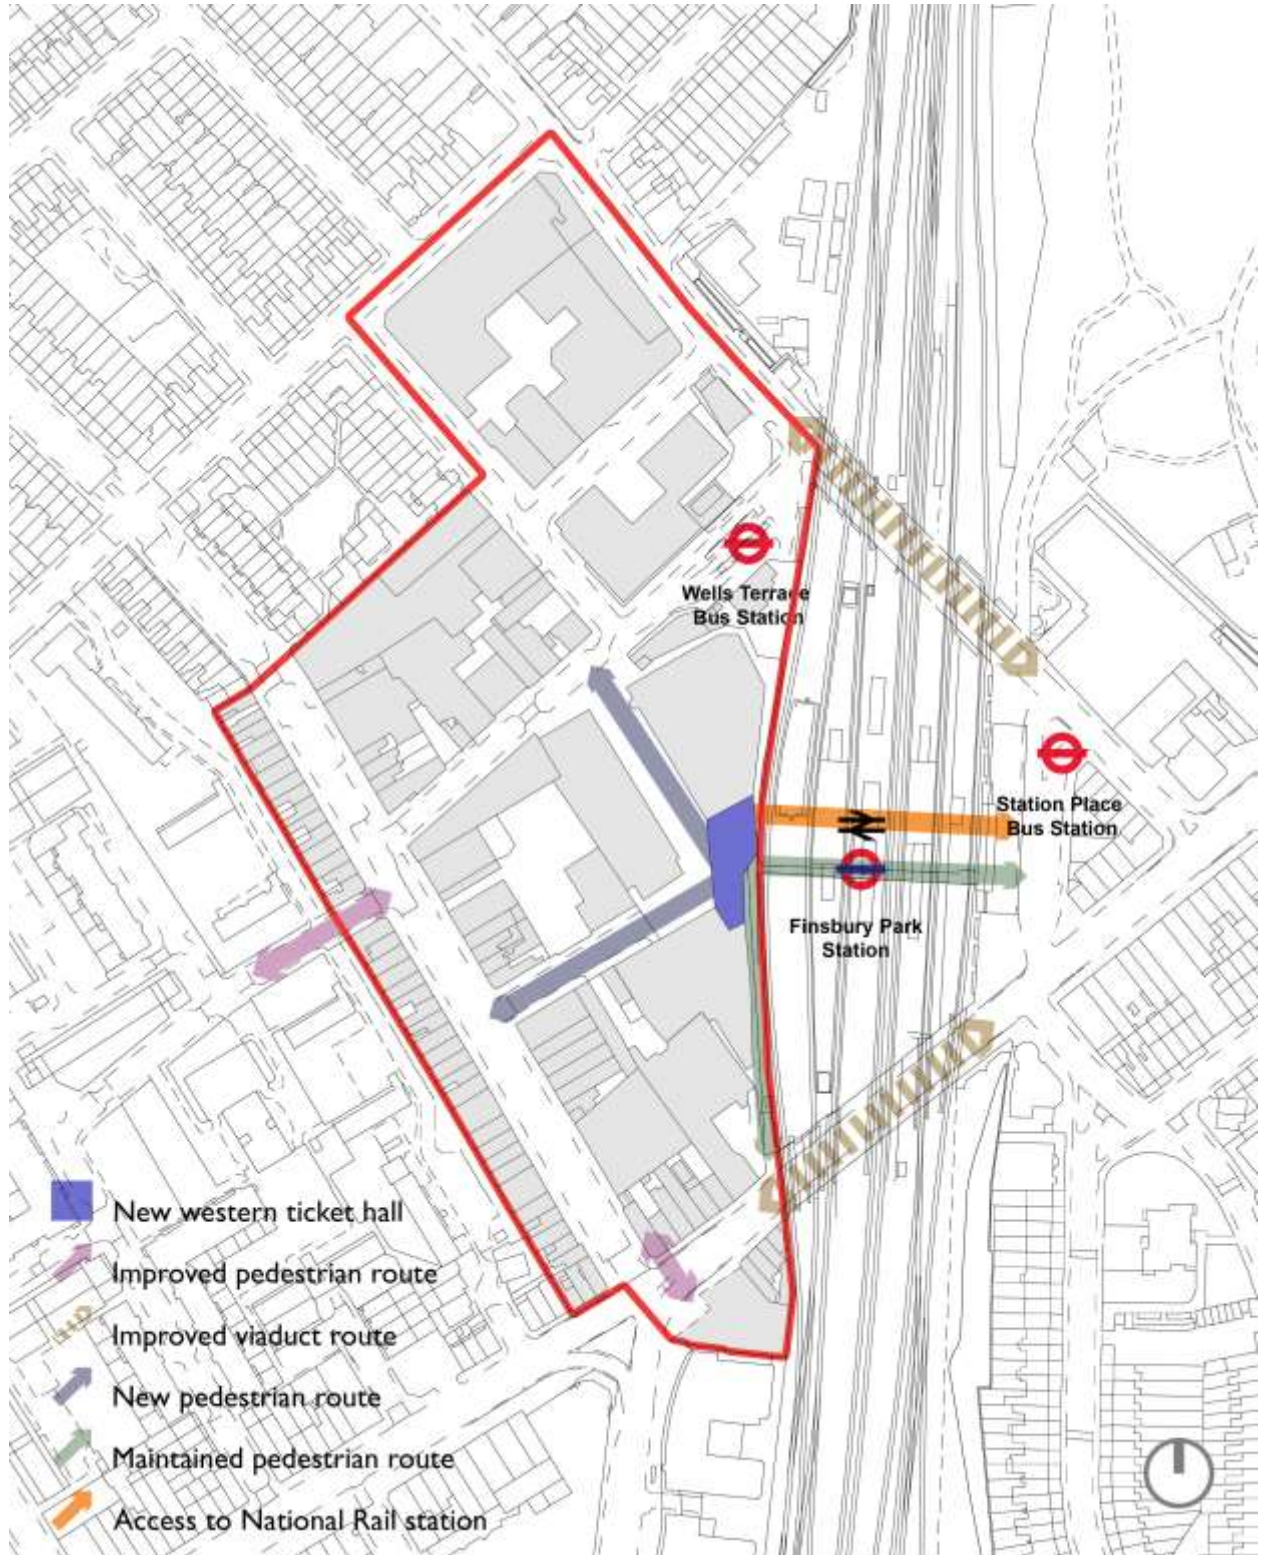 Wells Terrace
Bus Station
Station Place
Bus Station
Finsbury Park
Station
New western ticket hall
Improved pedestrian route
Improved viaduct route
New pedestrian route
Maintained pedestrian route
Access to National Rail station